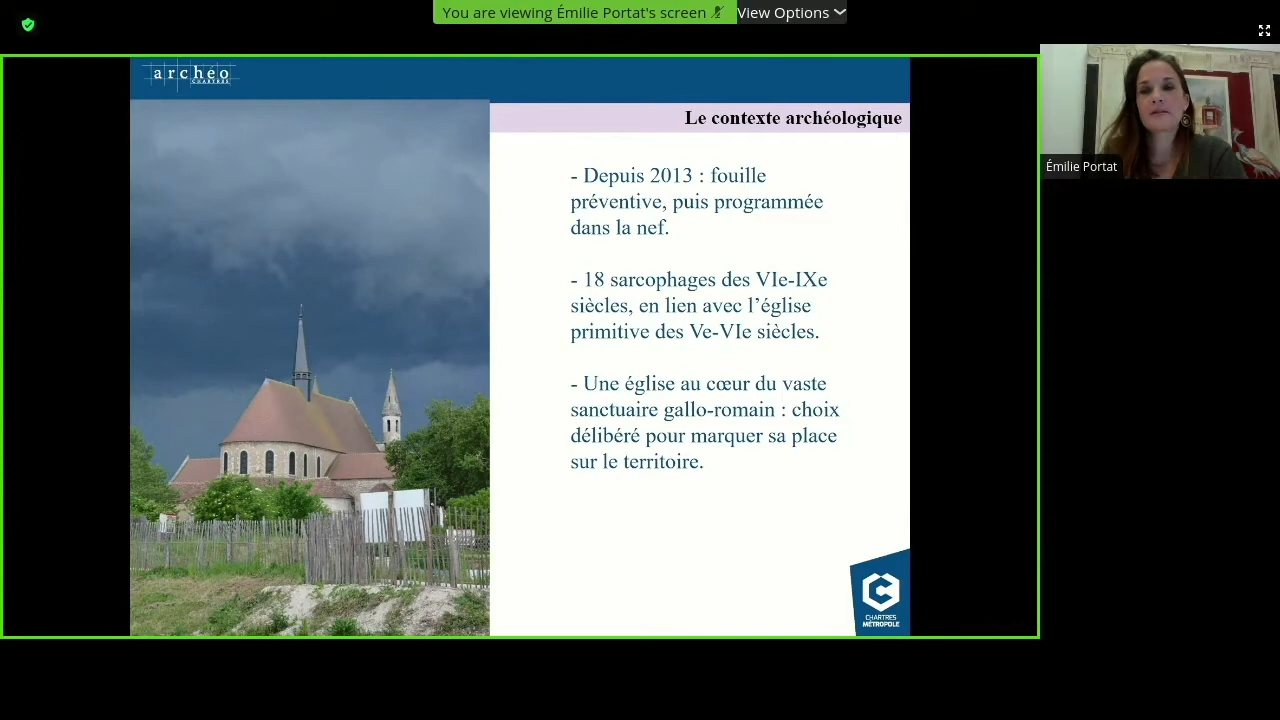 You are viewing Émilie Portat's screen
View Options
archéo
CHARTRES
Le contexte archéologique
- Depuis 2013 : fouille
préventive, puis programmée
dans la nef.
- 18 sarcophages des VIe-IXe
siècles, en lien avec l’église
primitive des Ve-VIe siècles.
- Une église au cœur du vaste
sanctuaire gallo-romain : choix
délibéré pour marquer sa place
sur le territoire.
CHARTRES
MÉTROPOLE
Émilie Portat